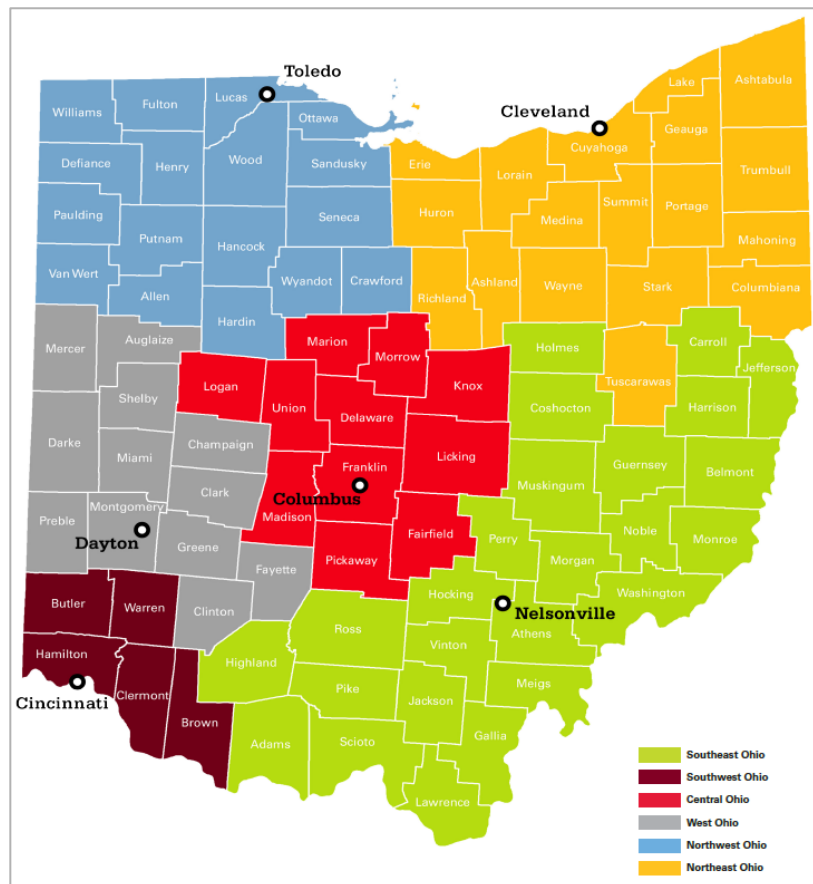 Toledo
Cleveland
Lake
Ashtabula
Williams
Fulton
Lucas
Ottawa
Geauga
Cuyahoga
Defiance
Henry
Wood
Sandusky
Erie
Lorain
Trumbull
Paulding
Seneca
Huron
Medina
Summit
Portage
Putnam
Hancock
Mahoning
Van Wert
Allen
Wyandot
Crawford
Richland
Ashland
Wayne
Stark
Columbiana
Hardin
Mercer
Auglaize
Marion
Morrow
Holmes
Carroll
Jefferson
Logan
Knox
Tuscarawas
Shelby
Union
Delaware
Coshocton
Harrison
Darke
Champaign
Miami
Franklin
Licking
Guernsey
Belmont
Muskingum
Clark
Columbus
Montgomery
Madison
Preble
Dayton
Greene
Fairfield
Perry
Noble
Monroe
Fayette
Pickaway
Morgan
Butler
Warren
Clinton
Hocking
Washington
Nelsonville
Ross
Athens
Hamilton
Highland
Vinton
Cincinnati
Clermont
Brown
Pike
Jackson
Meigs
Adams
Scioto
Gallia
Lawrence
Southeast Ohio
Southwest Ohio
Central Ohio
West Ohio
Northwest Ohio
Northeast Ohio